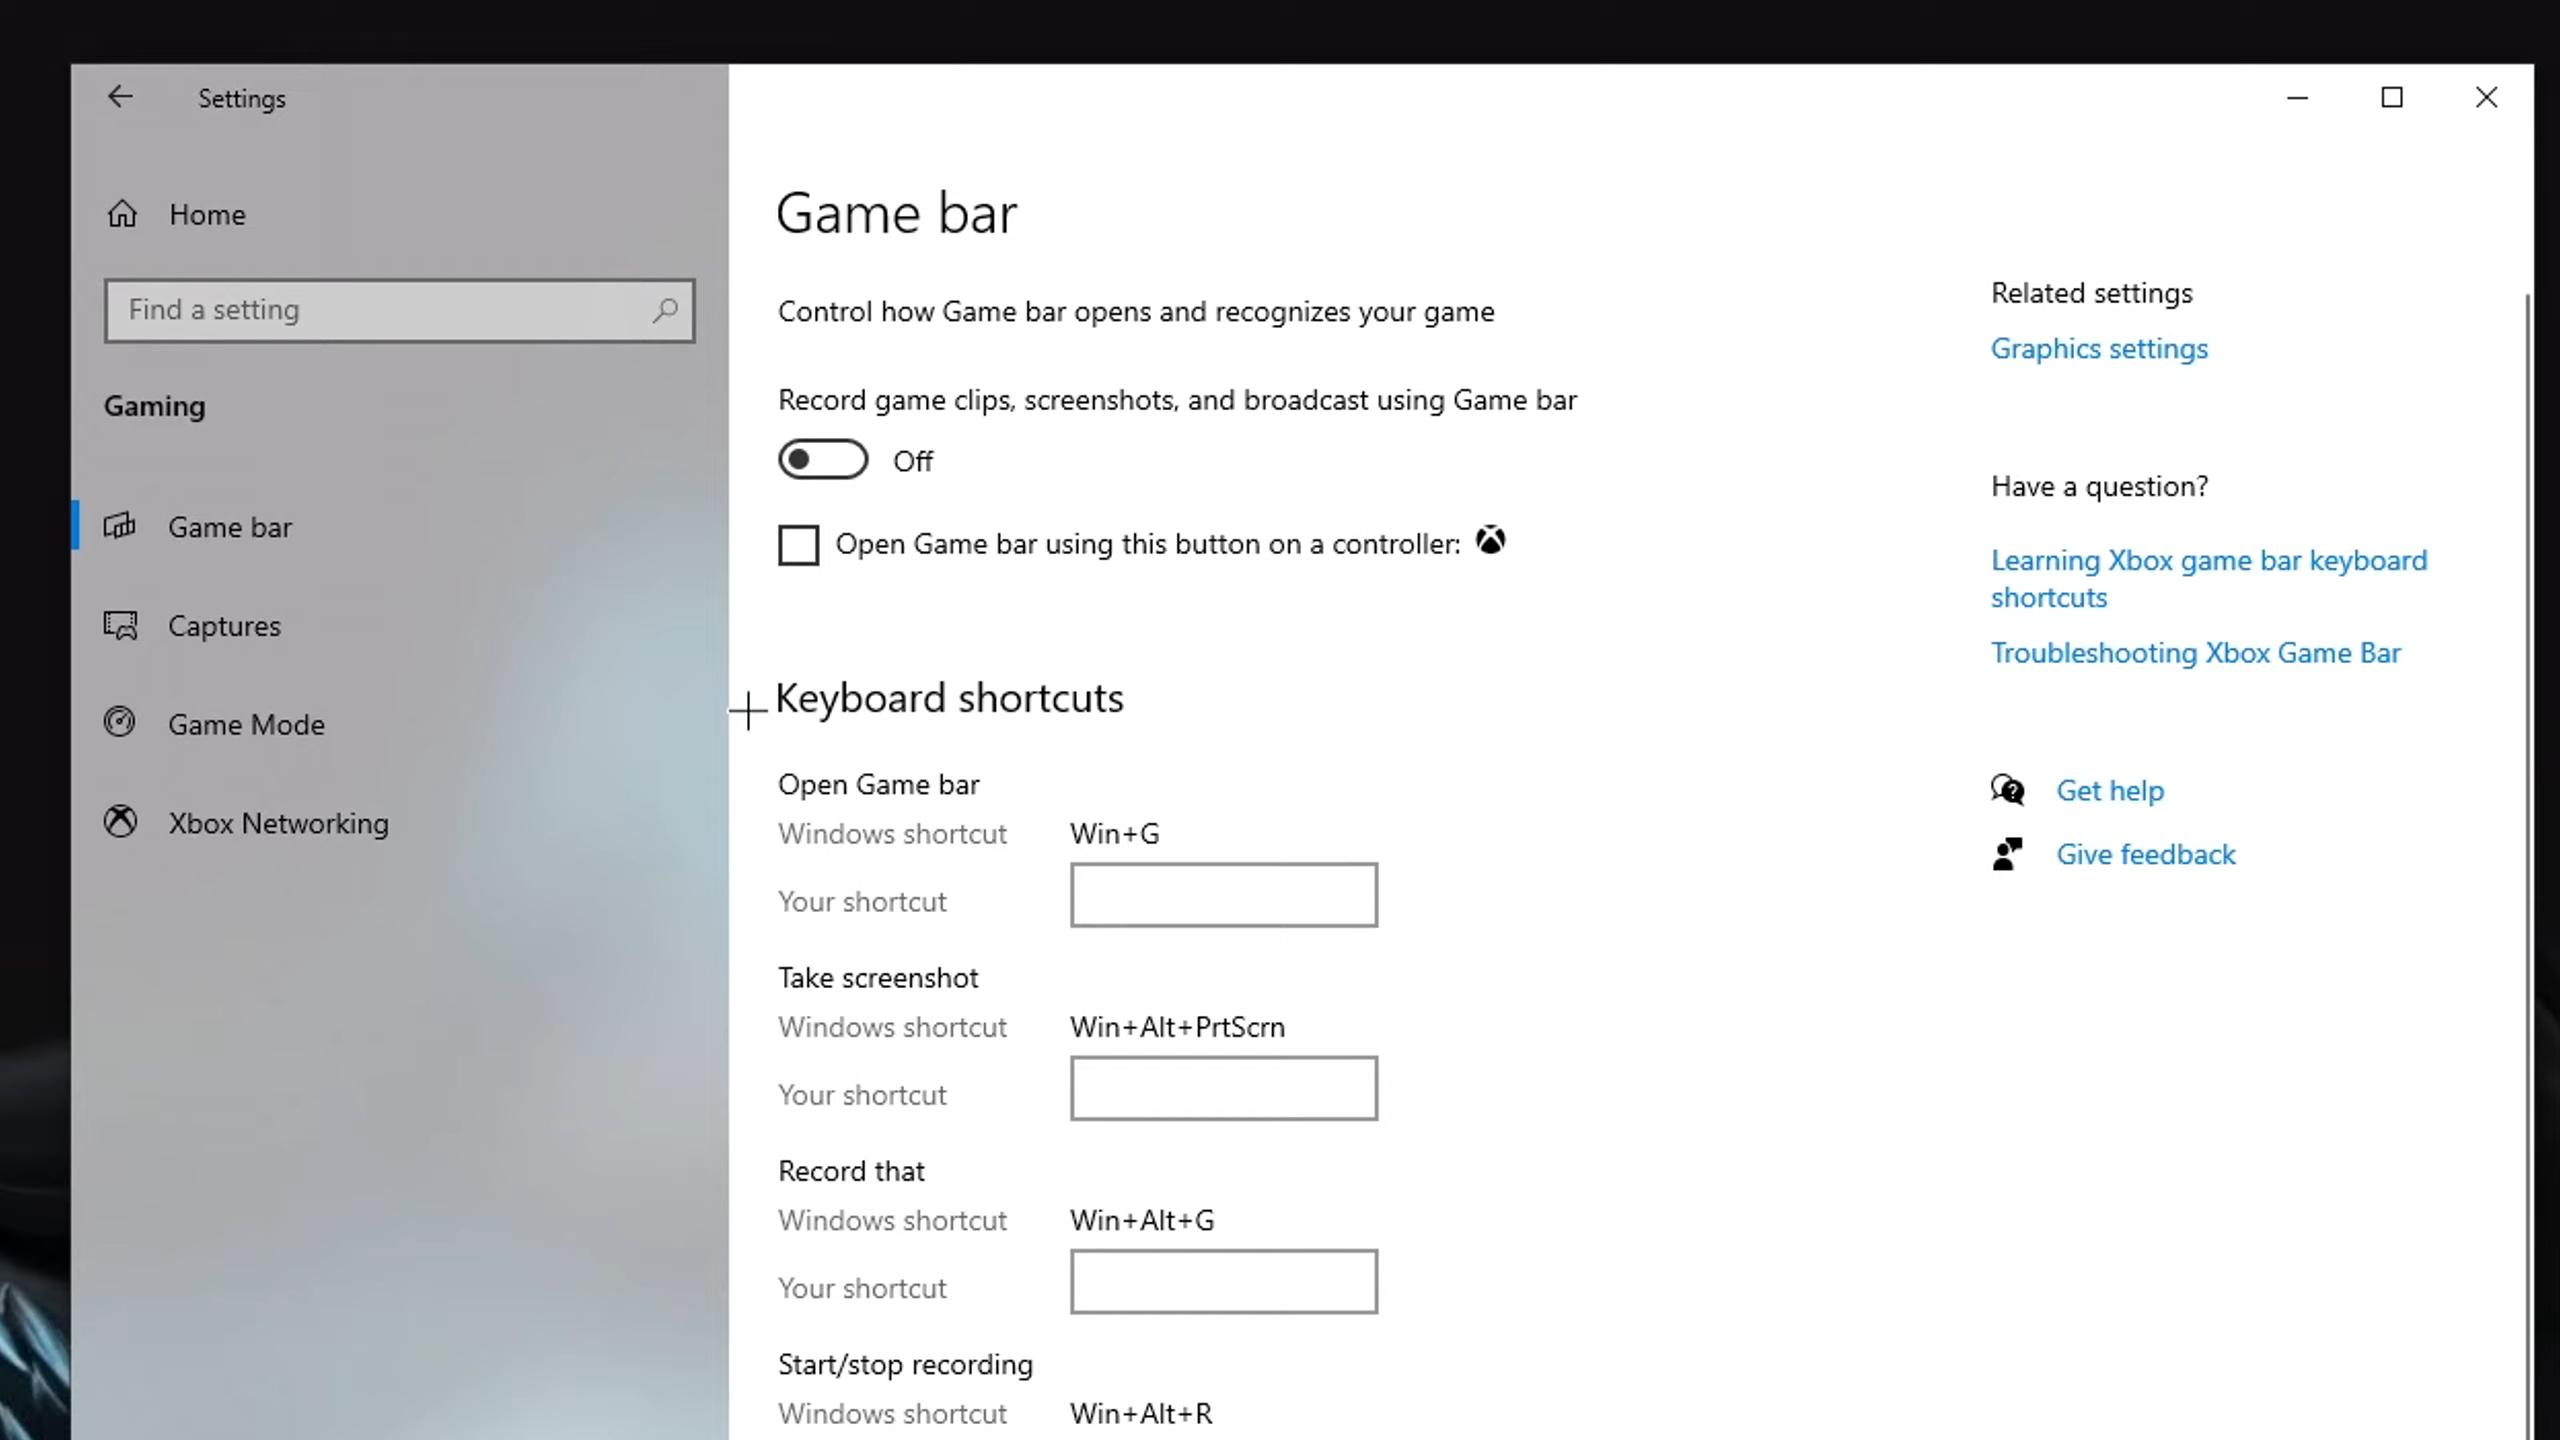 Settings
Home
Find a setting
Gaming
Game bar
Captures
Game Mode
Xbox Networking
Game bar
Control how Game bar opens and recognizes your game
Record game clips, screenshots, and broadcast using Game bar
Off
Open Game bar using this button on a controller:
Keyboard shortcuts
Open Game bar
Windows shortcut Win+G
Your shortcut
Take screenshot
Windows shortcut Win+Alt+PrtScrn
Your shortcut
Record that
Windows shortcut Win+Alt+G
Your shortcut
Start/stop recording
Windows shortcut Win+Alt+R
Related settings
Graphics settings
Have a question?
Learning Xbox game bar keyboard
shortcuts
Troubleshooting Xbox Game Bar
Get help
Give feedback